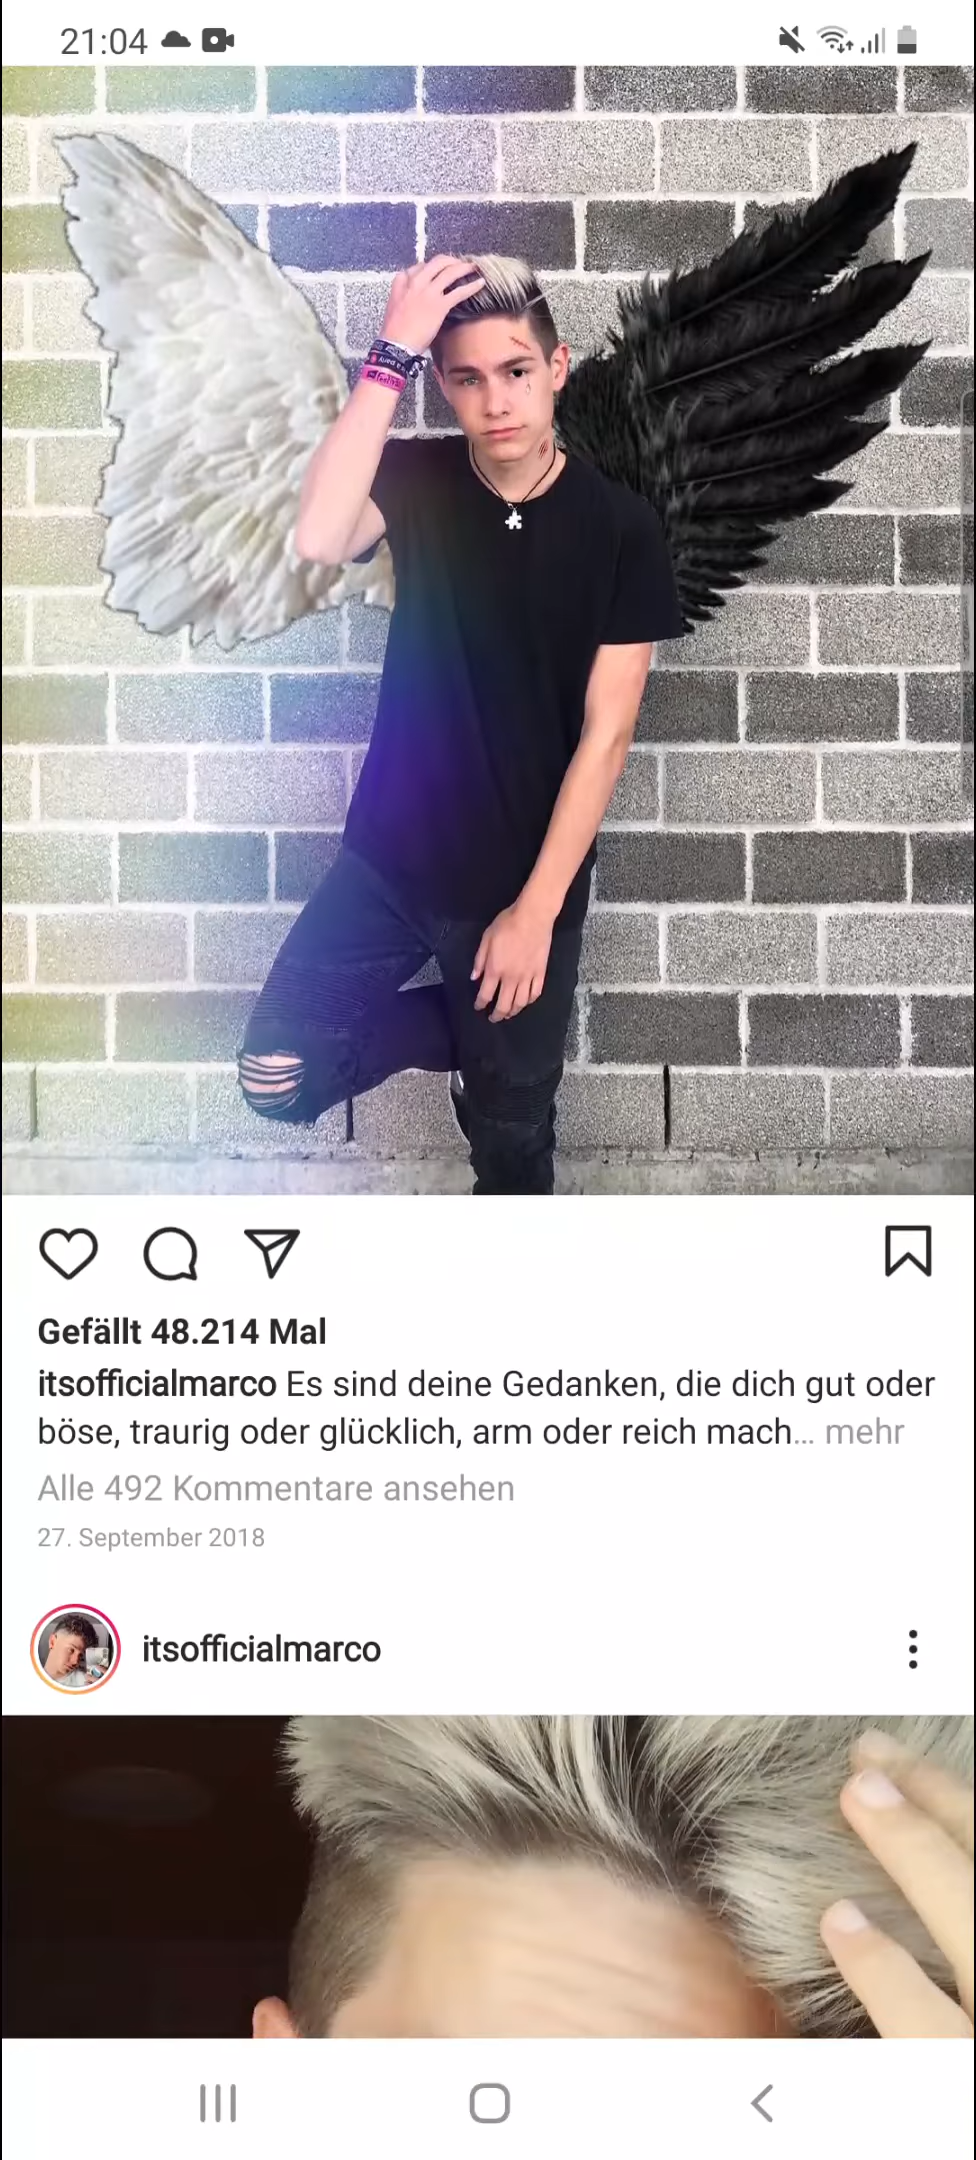 21:04
Gefällt 48.214 Mal
itsofficialmarco Es sind deine Gedanken, die dich gut oder
böse, traurig oder glücklich, arm oder reich mach... mehr
Alle 492 Kommentare ansehen
27. September 2018
itsofficialmarco